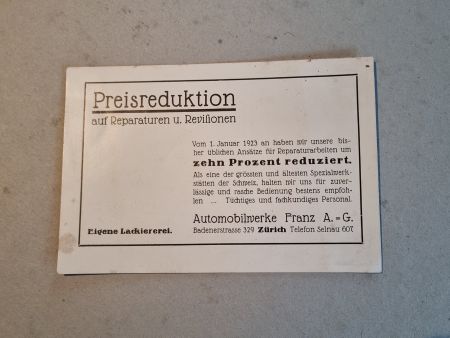 Preisreduktion
auf Reparaturen u. Revisionen
Vom 1. Januar 1923 an haben wir unsere bis-
her üblichen Ansätze für Reparaturarbeiten um
zehn Prozent reduziert.
Als eine der grössten und ältesten Spezialwerk-
stätten der Schweiz, halten wir uns für zuver-
lässige und rasche Bedienung bestens empfoh-
len ... Tüchtiges und fachkundiges Personal.
Automobilwerke Franz A.=G.
Eigene Lackiererei.
Badenerstrasse 329 Zürich Telefon Selnau 607.